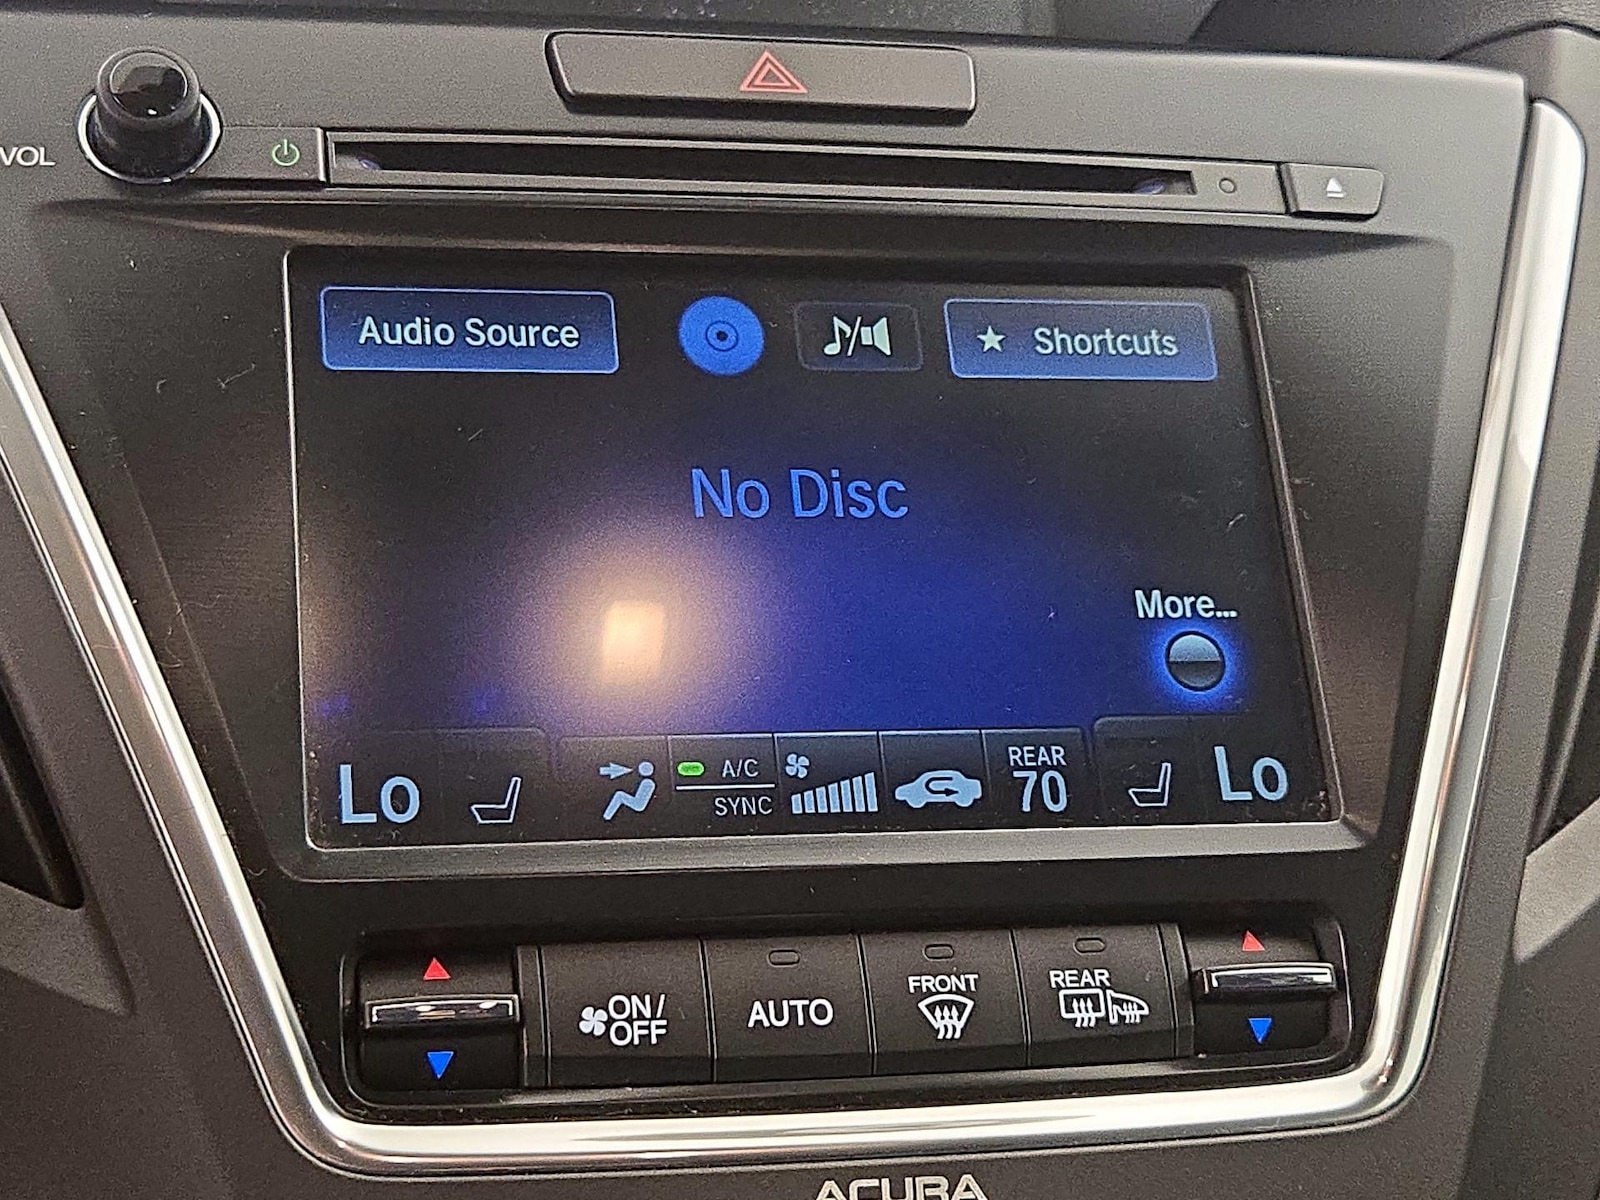 VOL
Audio Source
Shortcuts
No Disc
More...
Lo
A/C
SYNC
REAR
70
Lo
ON/
OFF
AUTO
FRONT
REAR
ACURA